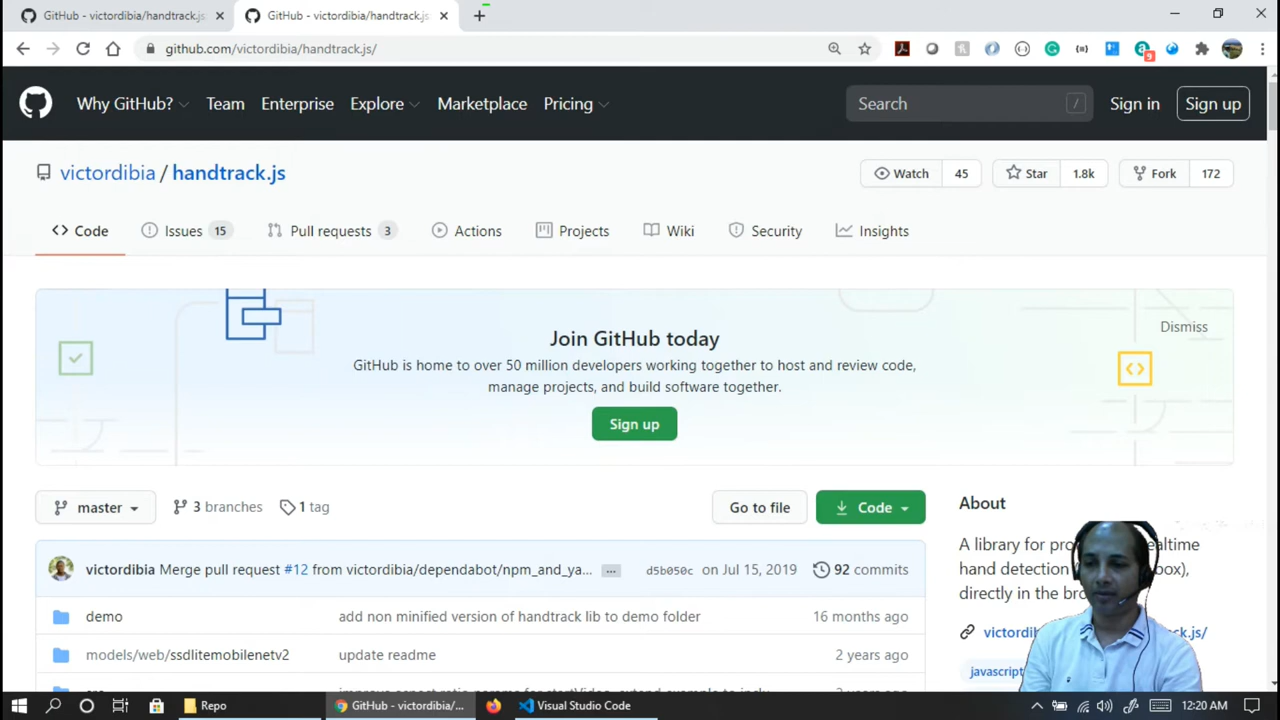 GitHub - victordibia/handtrack.js
GitHub - victordibia/handtrack.js
github.com/victordibia/handtrack.js/
9
Why GitHub?
Team
Enterprise
Explore
Marketplace
Pricing
Search
/
Sign in
Sign up
victordibia / handtrack.js
Watch 45
Star 1.8k
Fork 172
Code
Issues 15
Pull requests 3
Actions
Projects
Wiki
Security
Insights
Join GitHub today
Dismiss
GitHub is home to over 50 million developers working together to host and review code,
manage projects, and build software together.
Sign up
master
3 branches
1 tag
Go to file
Code
About
victordibia Merge pull request #12 from victordibia/dependabot/npm_and_ya... ... d5b050c on Jul 15, 2019 92 commits
demo add non minified version of handtrack lib to demo folder 16 months ago
models/web/ssdlitemobilenetv2 update readme 2 years ago
A library for ealtime
hand detection ox),
directly in the
victordi k.js/
javascript
Repo
GitHub - victordibia/...
Visual Studio Code
12:20 AM